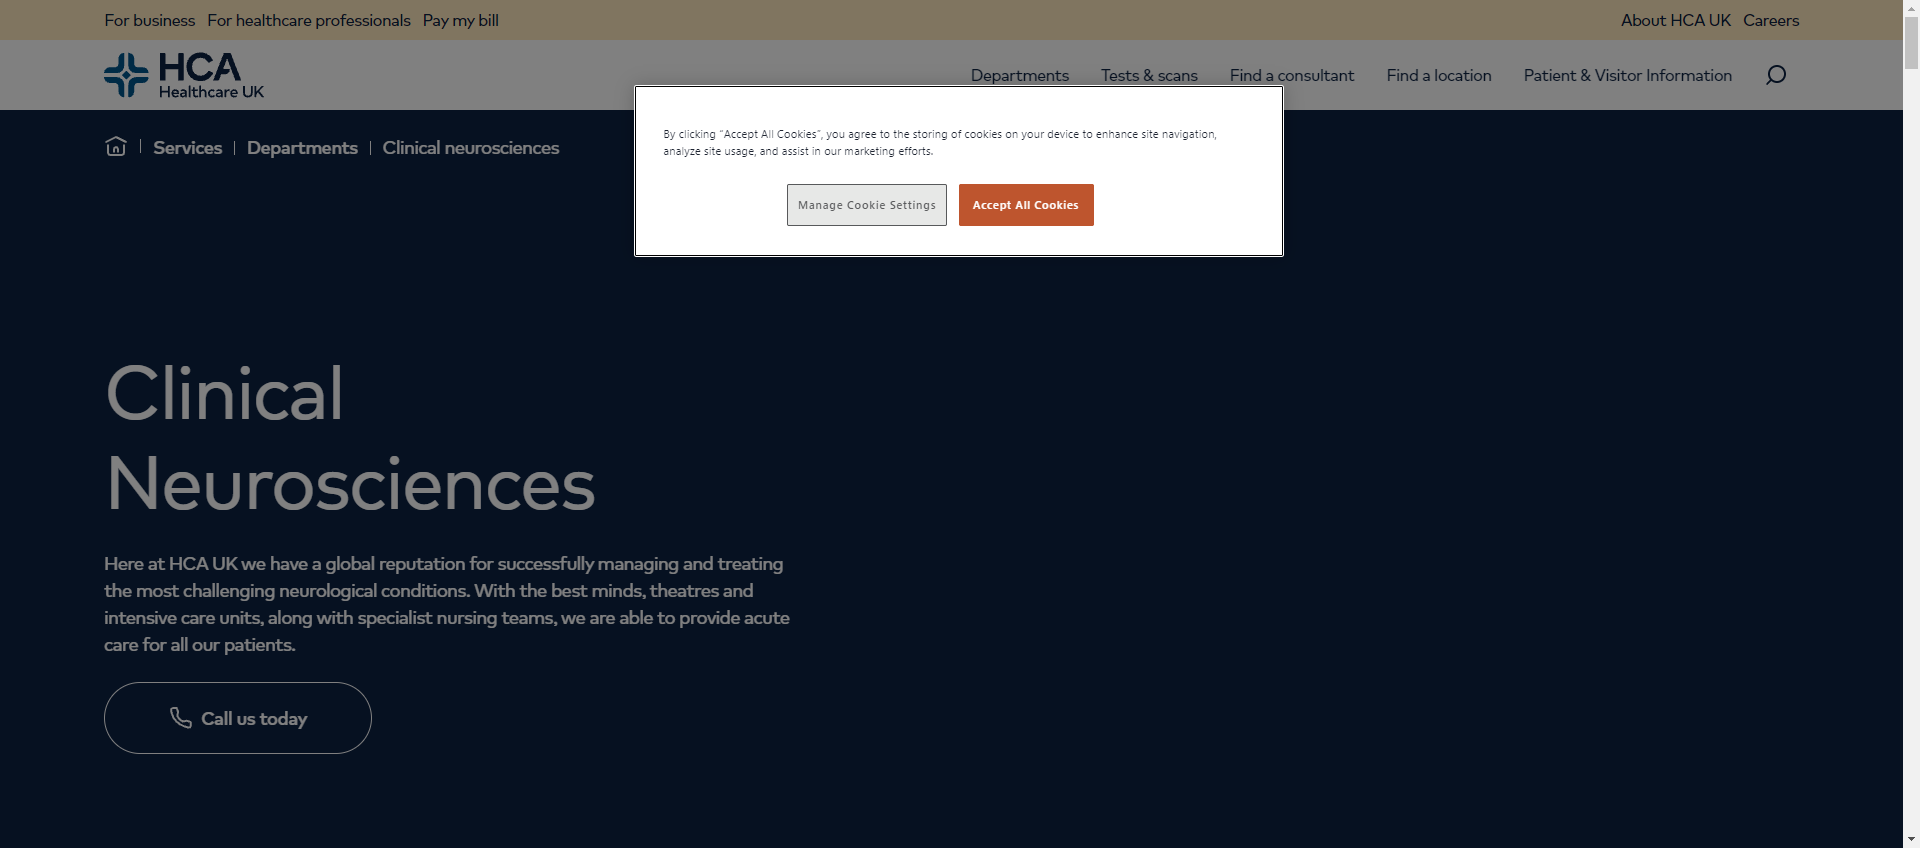 For business For healthcare professionals Pay my bill About HCA UK Careers
HCA
Healthcare UK
Departments Tests & scans Find a consultant Find a location Patient & Visitor Information
By clicking “Accept All Cookies”, you agree to the storing of cookies on your device to enhance site navigation,
analyze site usage, and assist in our marketing efforts.
Manage Cookie Settings Accept All Cookies
Services | Departments | Clinical neurosciences
Clinical
Neurosciences
Here at HCA UK we have a global reputation for successfully managing and treating
the most challenging neurological conditions. With the best minds, theatres and
intensive care units, along with specialist nursing teams, we are able to provide acute
care for all our patients.
Call us today